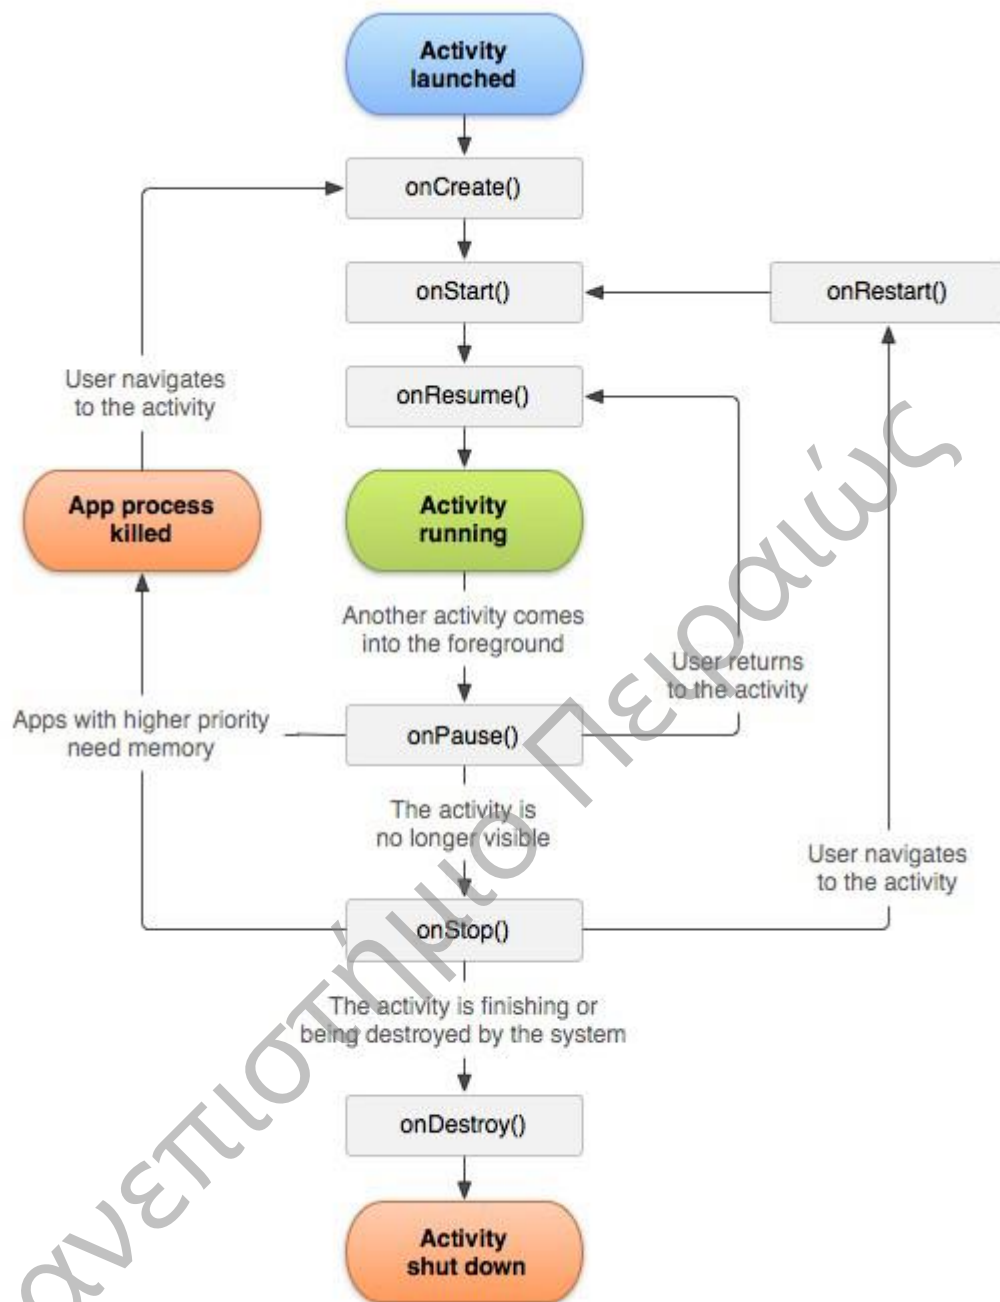 Activity
launched
onCreate()
onStart()
onRestart()
User navigates
to the activity
onResume()
App process
killed
Activity
running
Another activity comes
into the foreground
User returns
to the activity
Apps with higher priority
need memory
onPause()
The activity is
no longer visible
User navigates
to the activity
onStop()
The activity is finishing or
being destroyed by the system
onDestroy()
Activity
shut down
ανεπιστήμιο Πειραιώς